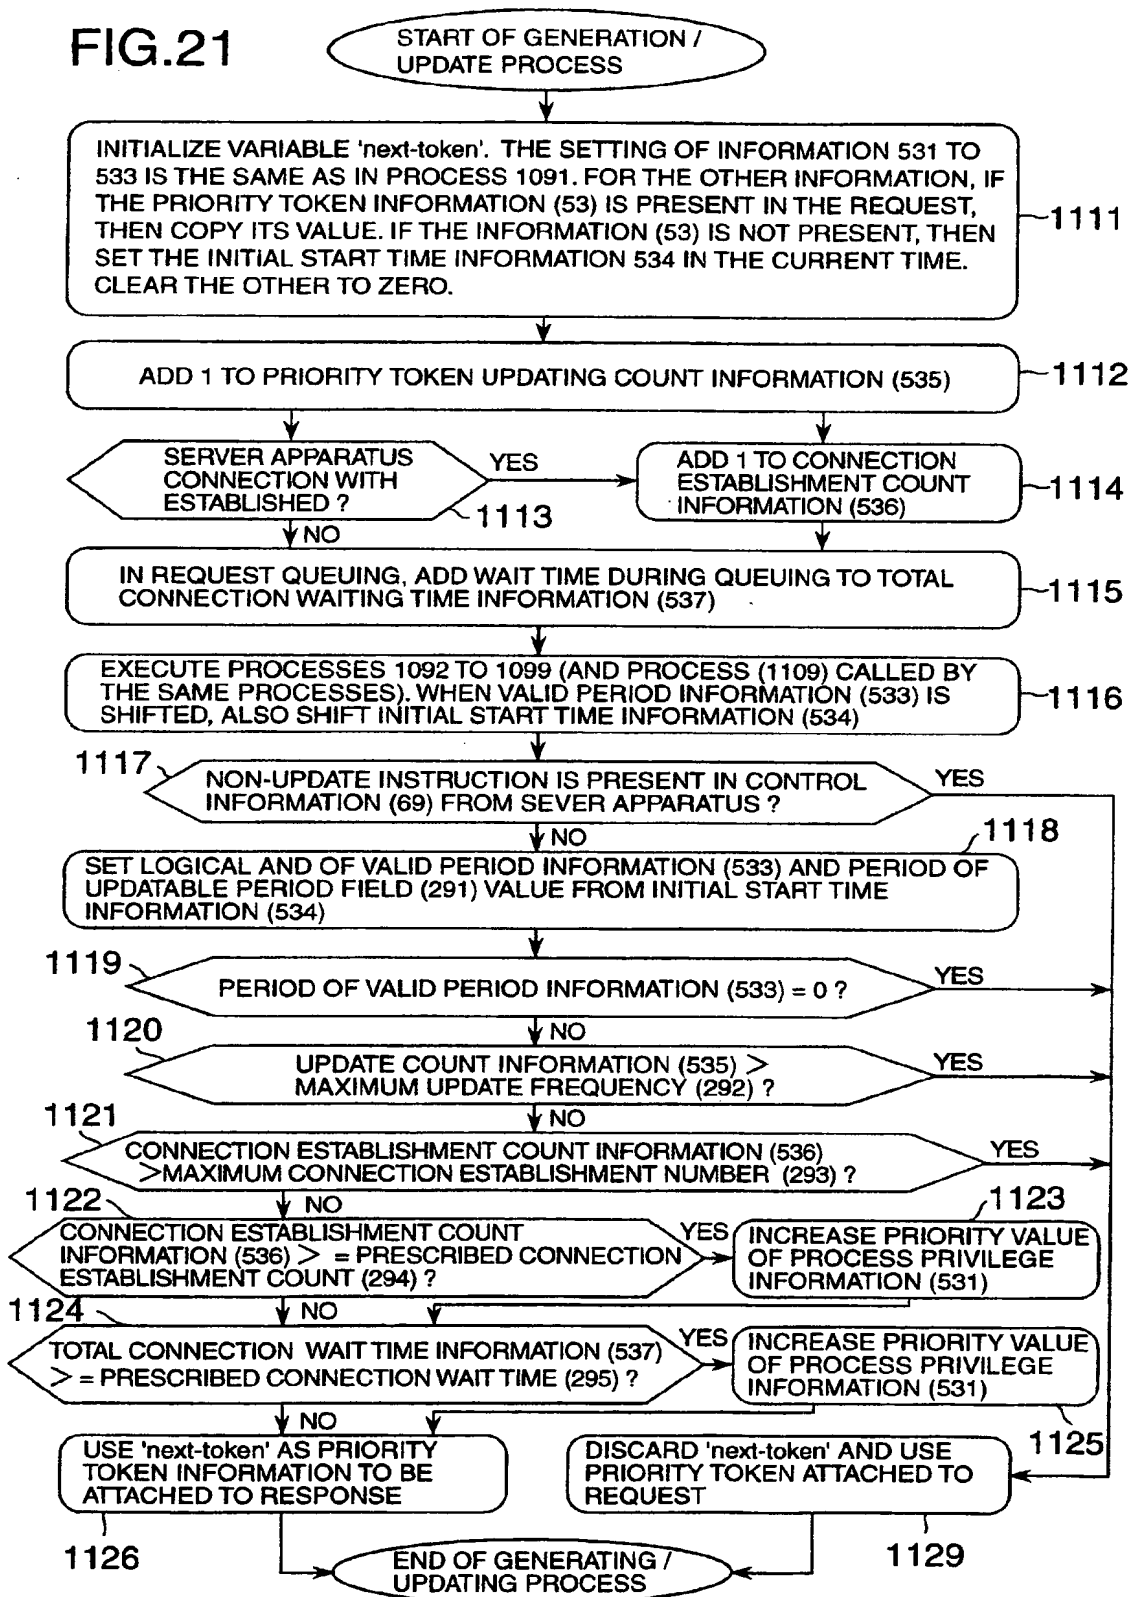 FIG.21
START OF GENERATION /
UPDATE PROCESS
INITIALIZE VARIABLE 'next-token'. THE SETTING OF INFORMATION 531 TO
533 IS THE SAME AS IN PROCESS 1091. FOR THE OTHER INFORMATION, IF
THE PRIORITY TOKEN INFORMATION (53) IS PRESENT IN THE REQUEST,
THEN COPY ITS VALUE. IF THE INFORMATION (53) IS NOT PRESENT, THEN
SET THE INITIAL START TIME INFORMATION 534 IN THE CURRENT TIME.
CLEAR THE OTHER TO ZERO.
1111
ADD 1 TO PRIORITY TOKEN UPDATING COUNT INFORMATION (535)
1112
SERVER APPARATUS
CONNECTION WITH
ESTABLISHED ?
YES
1113
NO
ADD 1 TO CONNECTION
ESTABLISHMENT COUNT
INFORMATION (536)
1114
IN REQUEST QUEUING, ADD WAIT TIME DURING QUEUING TO TOTAL
CONNECTION WAITING TIME INFORMATION (537)
1115
EXECUTE PROCESSES 1092 TO 1099 (AND PROCESS (1109) CALLED BY
THE SAME PROCESSES). WHEN VALID PERIOD INFORMATION (533) IS
SHIFTED, ALSO SHIFT INITIAL START TIME INFORMATION (534)
1116
1117
NON-UPDATE INSTRUCTION IS PRESENT IN CONTROL
INFORMATION (69) FROM SEVER APPARATUS ?
YES
NO
1118
SET LOGICAL AND OF VALID PERIOD INFORMATION (533) AND PERIOD OF
UPDATABLE PERIOD FIELD (291) VALUE FROM INITIAL START TIME
INFORMATION (534)
1119
PERIOD OF VALID PERIOD INFORMATION (533) = 0 ?
YES
NO
1120
UPDATE COUNT INFORMATION (535) >
MAXIMUM UPDATE FREQUENCY (292) ?
YES
NO
1121
CONNECTION ESTABLISHMENT COUNT INFORMATION (536)
>MAXIMUM CONNECTION ESTABLISHMENT NUMBER (293) ?
YES
NO
1122
CONNECTION ESTABLISHMENT COUNT
INFORMATION (536) > = PRESCRIBED CONNECTION
ESTABLISHMENT COUNT (294) ?
YES
NO
1123
INCREASE PRIORITY VALUE
OF PROCESS PRIVILEGE
INFORMATION (531)
1124
TOTAL CONNECTION WAIT TIME INFORMATION (537)
> = PRESCRIBED CONNECTION WAIT TIME (295) ?
YES
NO
INCREASE PRIORITY VALUE
OF PROCESS PRIVILEGE
INFORMATION (531)
1125
USE 'next-token' AS PRIORITY
TOKEN INFORMATION TO BE
ATTACHED TO RESPONSE
1126
DISCARD 'next-token' AND USE
PRIORITY TOKEN ATTACHED TO
REQUEST
1129
END OF GENERATING /
UPDATING PROCESS